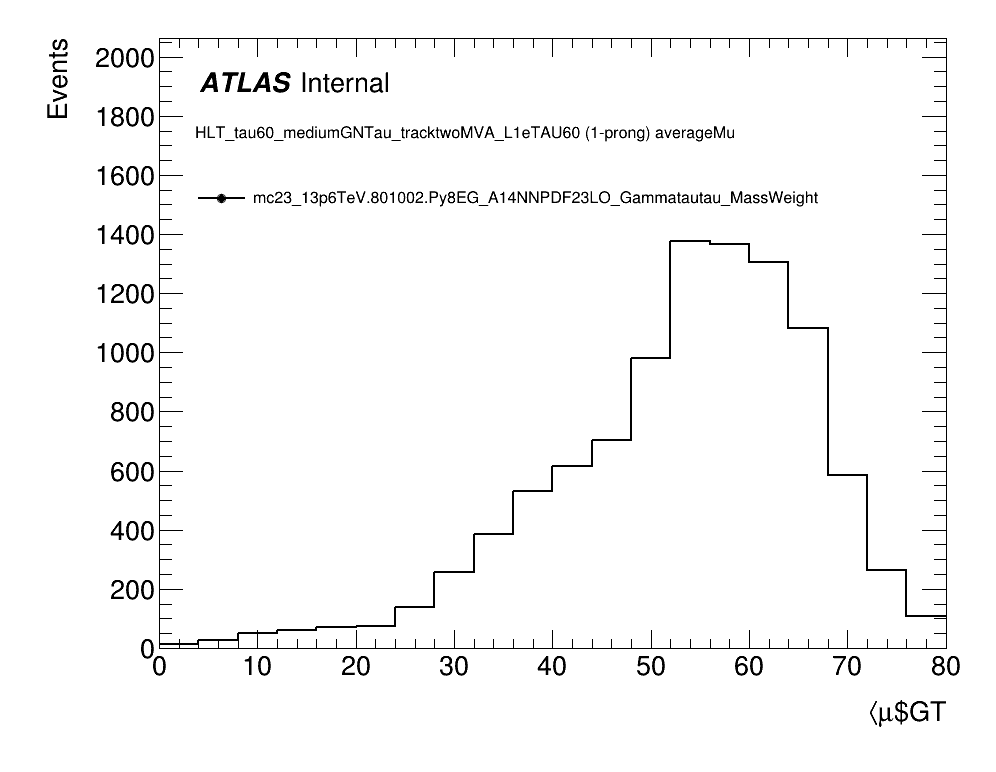 Events
2000
1800
1600
1400
1200
1000
800
600
400
200
0
ATLAS Internal
HLT_tau60_mediumGNTau_tracktwoMVA_L1eTAU60 (1-prong) averageMu
mc23_13p6TeV.801002.Py8EG_A14NNPDF23LO_Gammatautau_MassWeight
0 10 20 30 40 50 60 70 80
⟨μ$GT